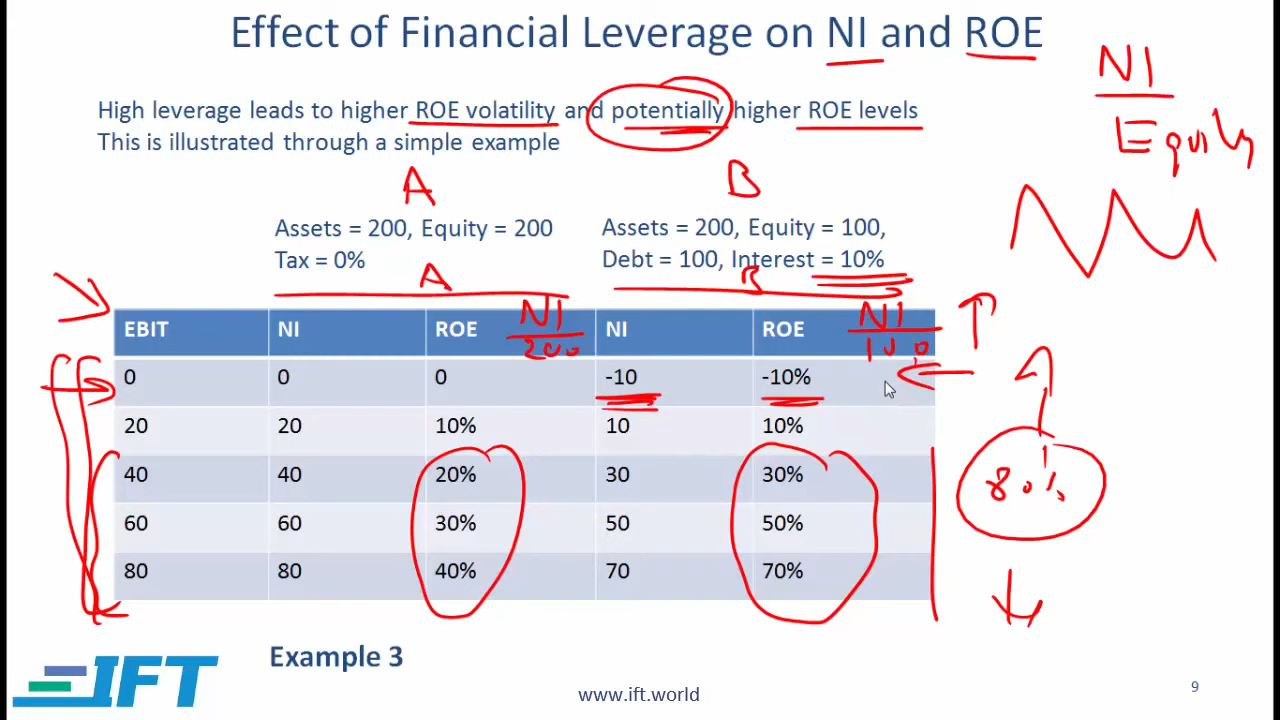 Effect of Financial Leverage on NI and ROE
NI
Equity
High leverage leads to higher ROE volatility and potentially higher ROE levels
This is illustrated through a simple example
A
B
Assets = 200, Equity = 200
Tax = 0%
Assets = 200, Equity = 100,
Debt = 100, Interest = 10%
A
B
EBIT NI ROE NI/200 NI ROE NI/100
0 0 0 -10 -10%
20 20 10% 10 10%
40 40 20% 30 30%
60 60 30% 50 50%
80 80 40% 70 70%
80%
Example 3
IFT
www.ift.world
9